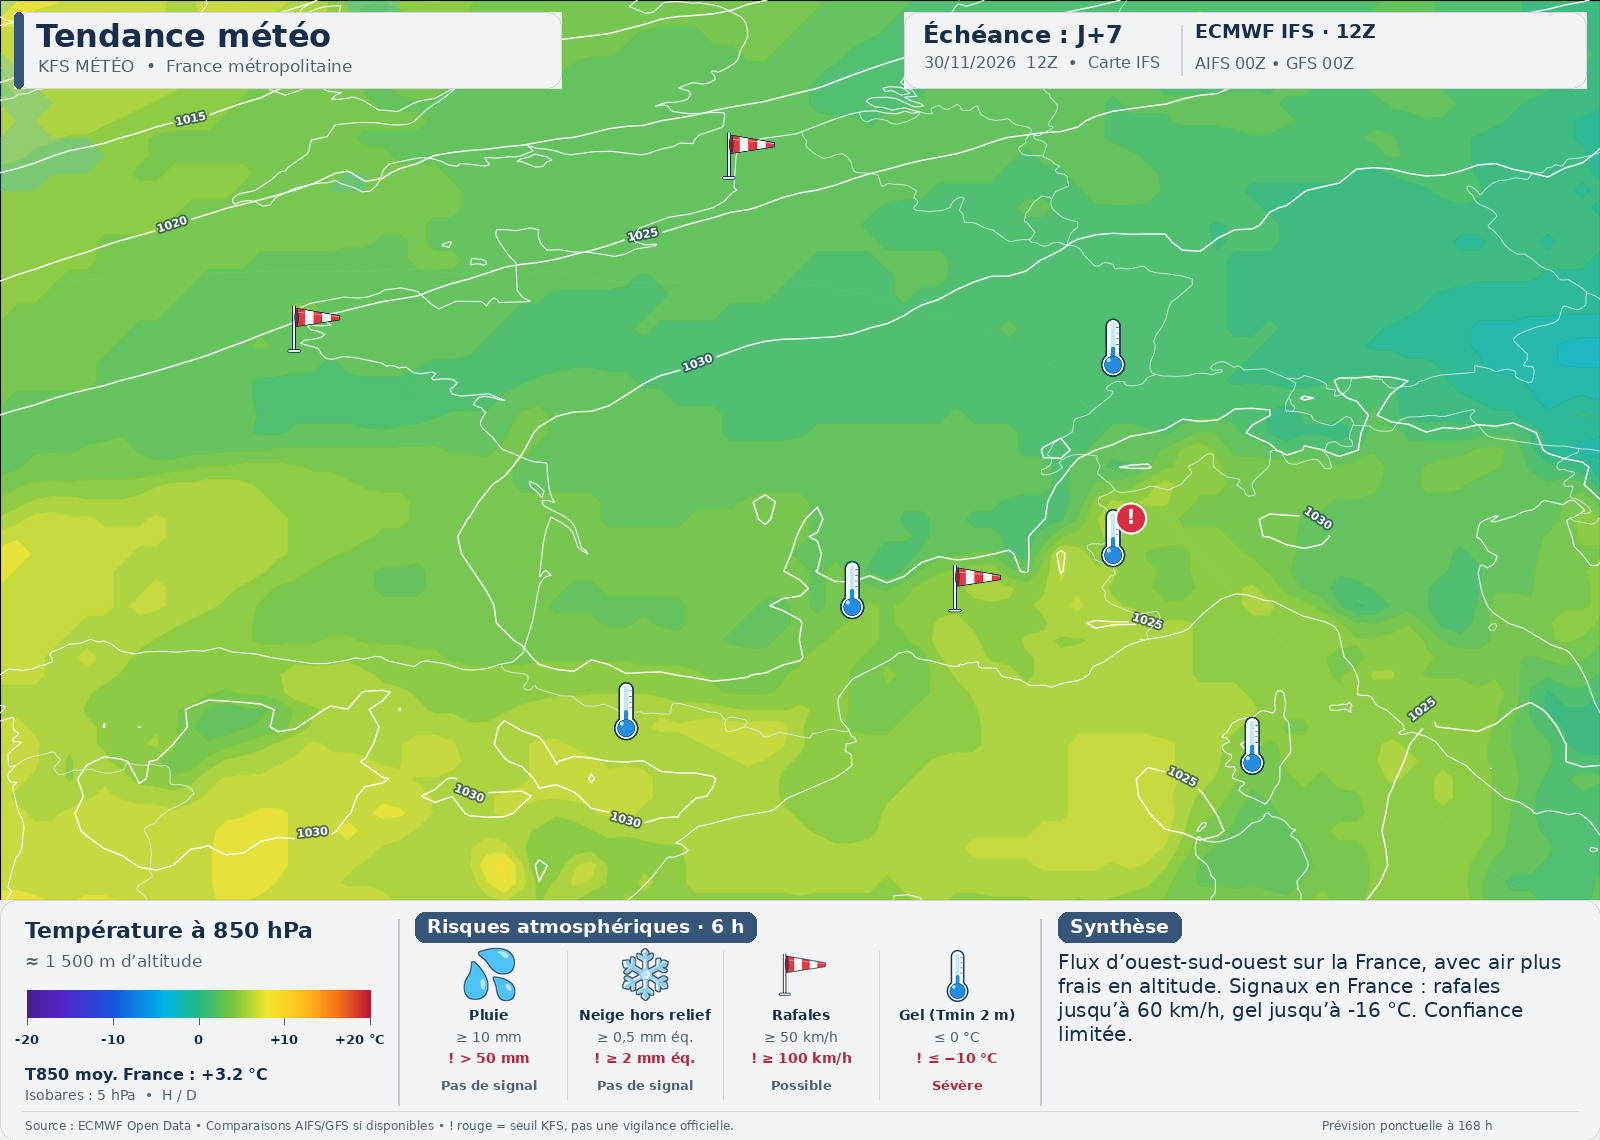 Tendance météo
KFS MÉTÉO • France métropolitaine
Échéance : J+7
30/11/2026 12Z • Carte IFS
ECMWF IFS · 12Z
AIFS 00Z • GFS 00Z
1015
1020
1025
1030
1030
1025
1025
1025
1030
1030
1030
!
Température à 850 hPa
≈ 1 500 m d’altitude
-20 -10 0 +10 +20 °C
T850 moy. France : +3.2 °C
Isobares : 5 hPa • H / D
Risques atmosphériques · 6 h
Pluie
≥ 10 mm
! > 50 mm
Pas de signal
Neige hors relief
≥ 0,5 mm éq.
! ≥ 2 mm éq.
Pas de signal
Rafales
≥ 50 km/h
! ≥ 100 km/h
Possible
Gel (Tmin 2 m)
≤ 0 °C
! ≤ −10 °C
Sévère
Synthèse
Flux d’ouest-sud-ouest sur la France, avec air plus
frais en altitude. Signaux en France : rafales
jusqu’à 60 km/h, gel jusqu’à -16 °C. Confiance
limitée.
Source : ECMWF Open Data • Comparaisons AIFS/GFS si disponibles • ! rouge = seuil KFS, pas une vigilance officielle.
Prévision ponctuelle à 168 h